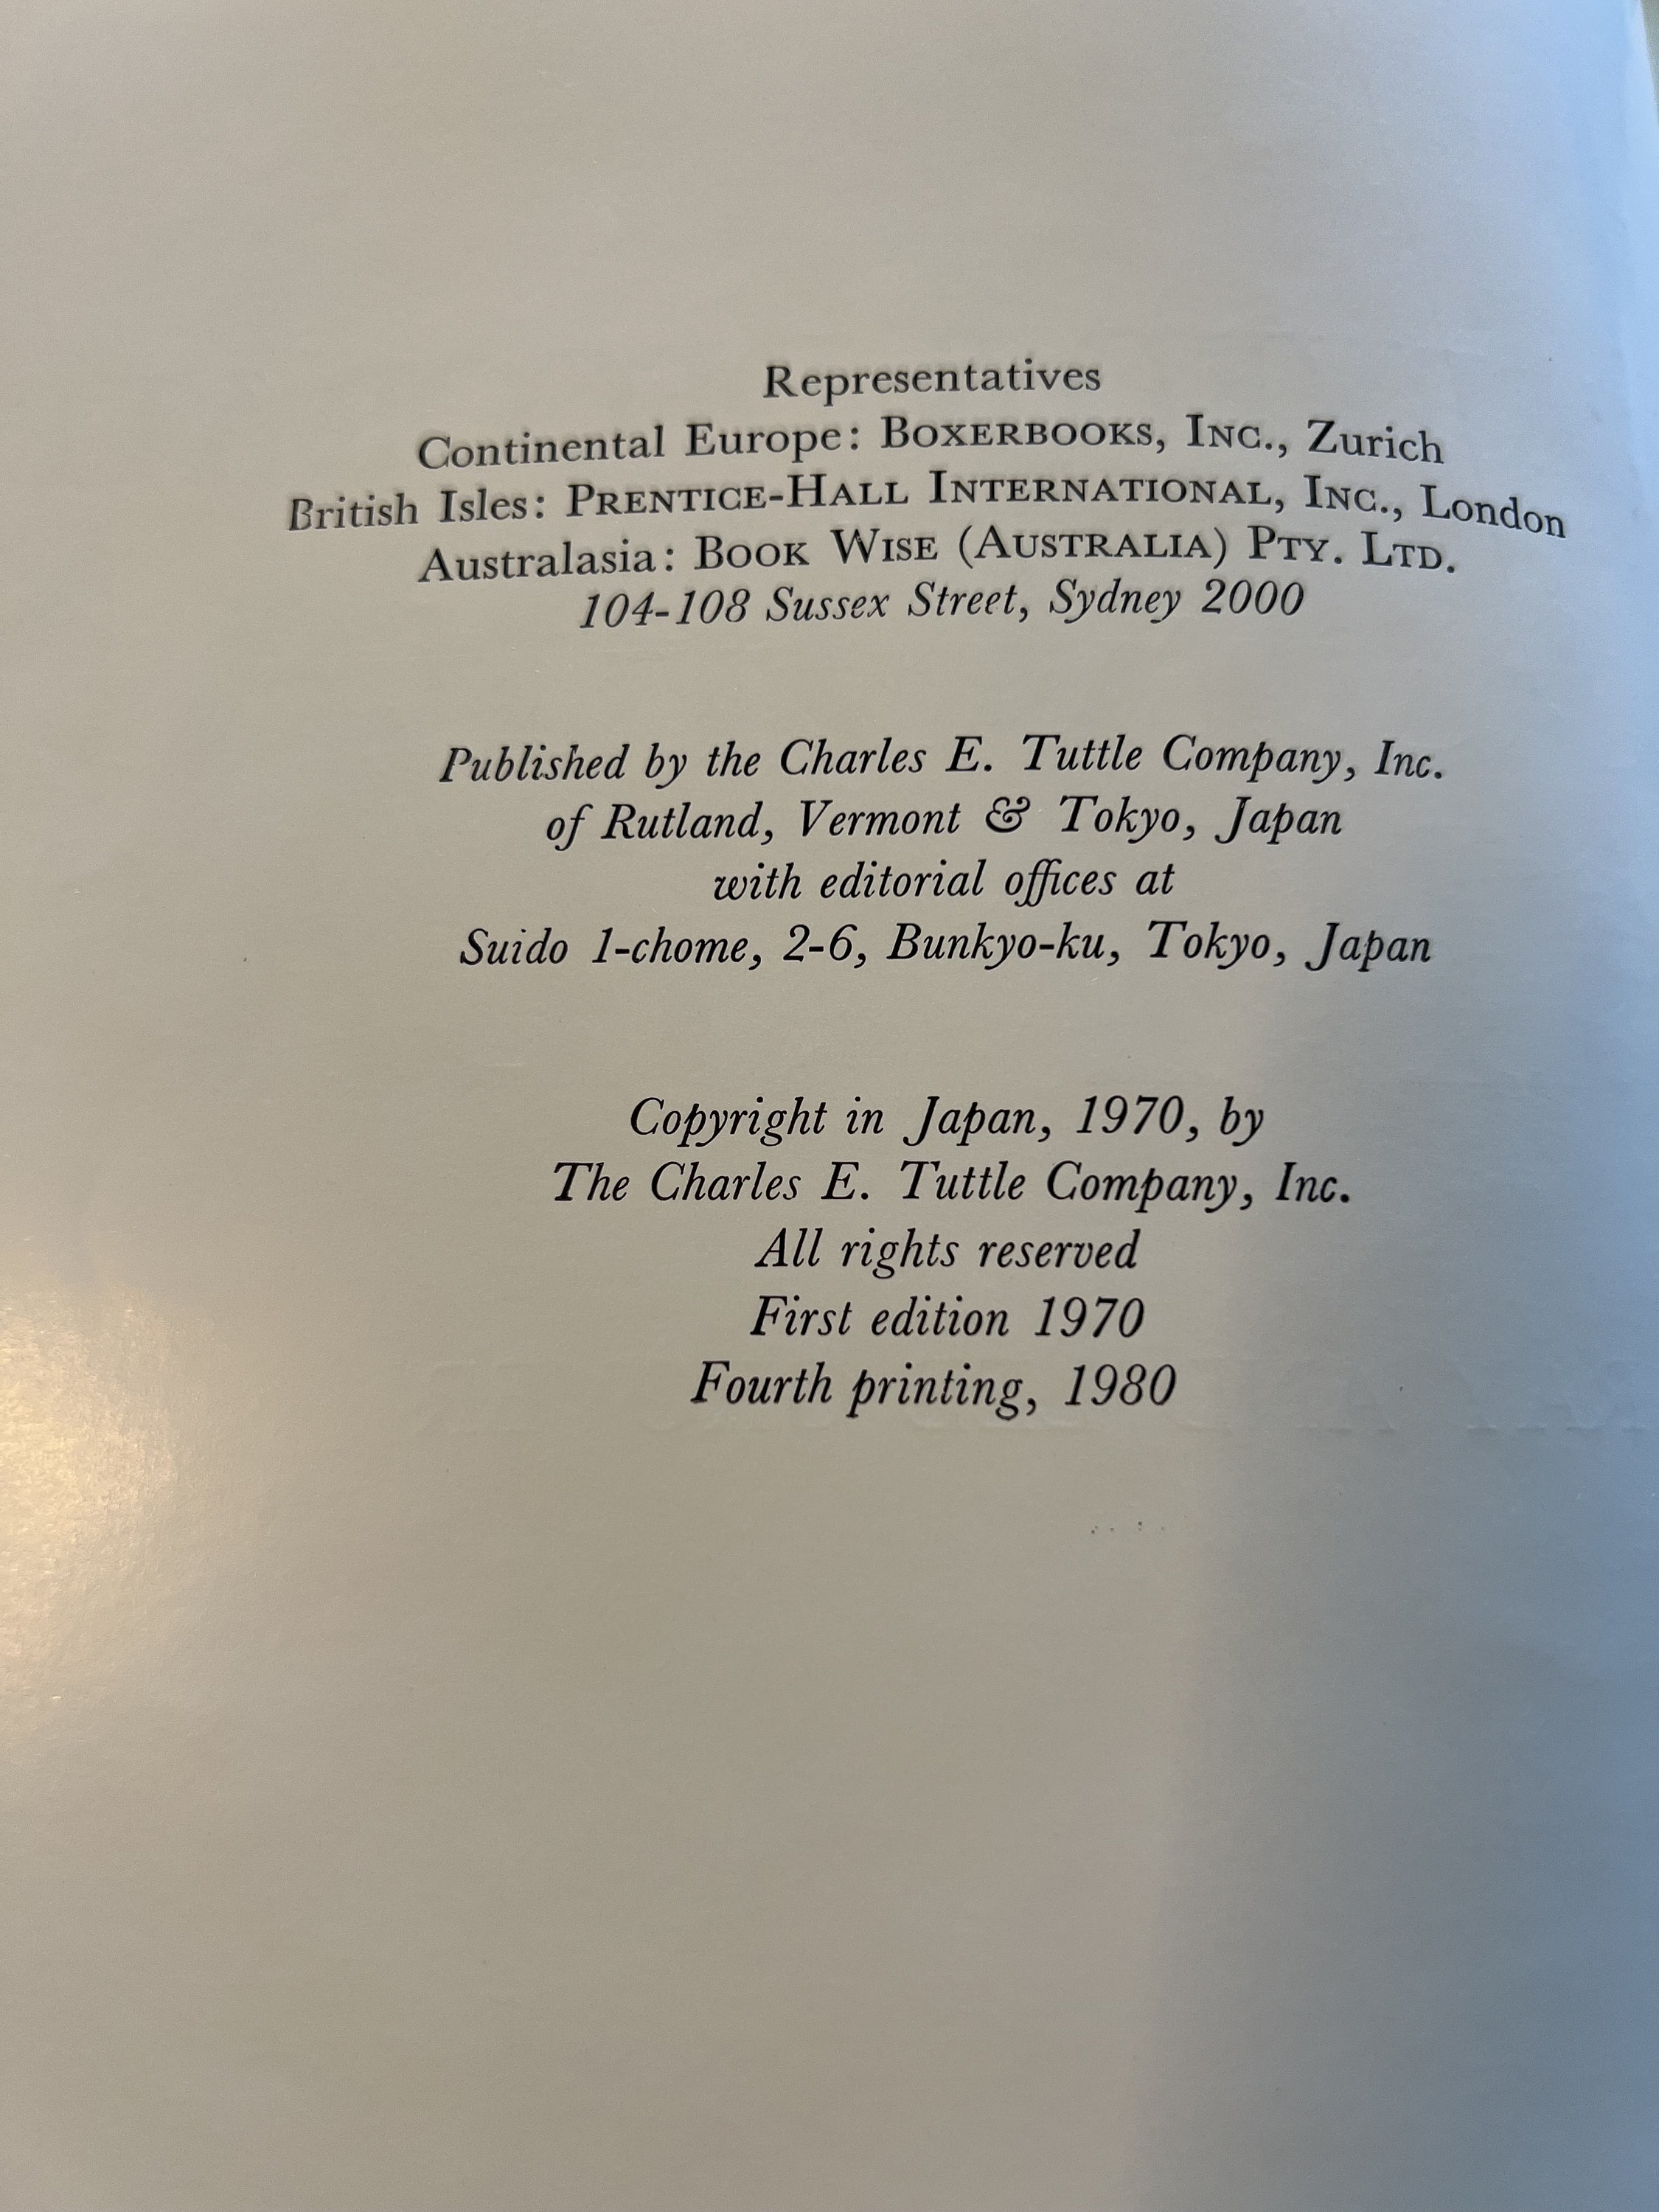 Representatives
Continental Europe: BOXERBOOKS, INC., Zurich
British Isles: PRENTICE-HALL INTERNATIONAL, INC., London
Australasia: BOOK WISE (AUSTRALIA) PTY. LTD.
104-108 Sussex Street, Sydney 2000
Published by the Charles E. Tuttle Company, Inc.
of Rutland, Vermont & Tokyo, Japan
with editorial offices at
Suido 1-chome, 2-6, Bunkyo-ku, Tokyo, Japan
Copyright in Japan, 1970, by
The Charles E. Tuttle Company, Inc.
All rights reserved
First edition 1970
Fourth printing, 1980